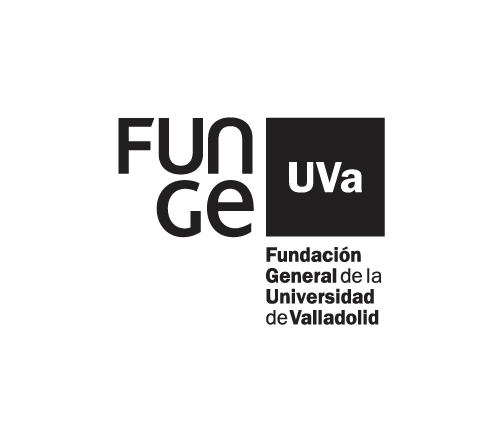 FUN
Ge
UVa
Fundación
General de la
Universidad
de Valladolid